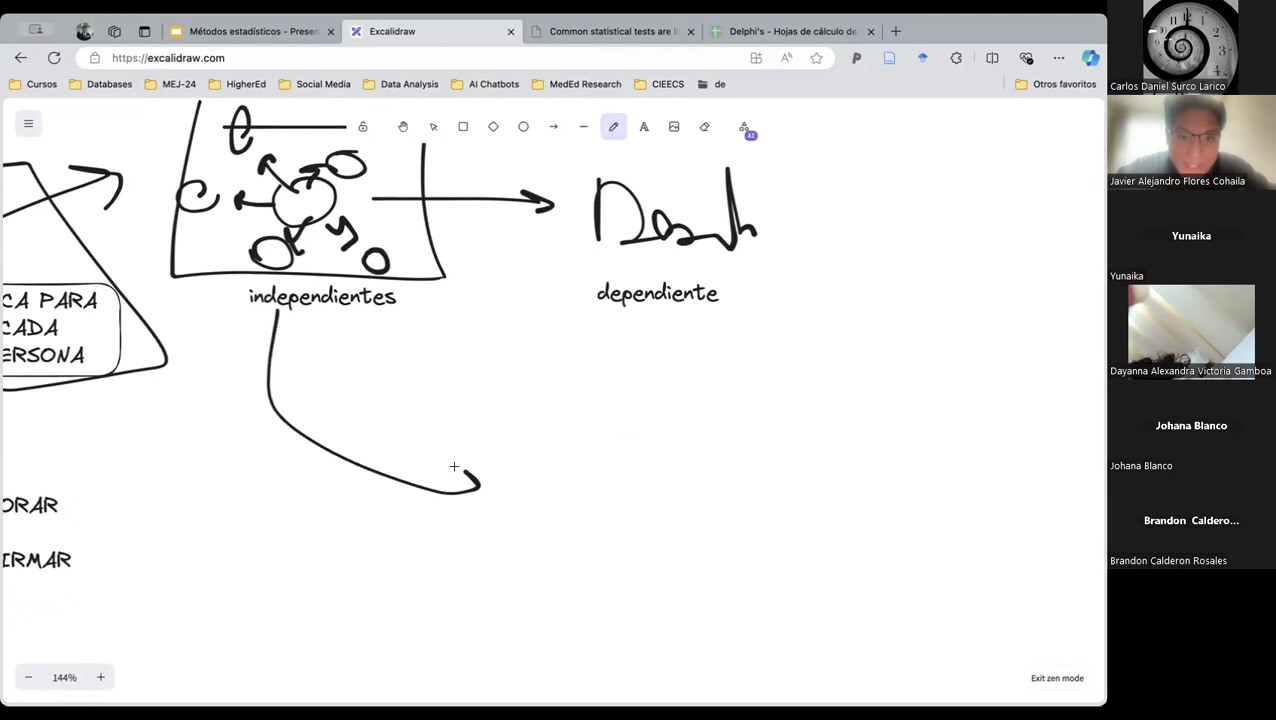 Métodos estadísticos - Presen
Excalidraw
Common statistical tests are li
Delphi's - Hojas de cálculo de
https://excalidraw.com
Cursos
Databases
MEJ-24
HigherEd
Social Media
Data Analysis
AI Chatbots
MedEd Research
CIEECS
de
Otros favoritos
A
AI
independientes
dependiente
CA PARA
CADA
ERSONA
ORAR
IRMAR
144%
Exit zen mode
Carlos Daniel Surco Larico
Javier Alejandro Flores Cohaila
Yunaika
Yunaika
Dayanna Alexandra Victoria Gamboa
Johana Blanco
Johana Blanco
Brandon Caldero...
Brandon Calderon Rosales